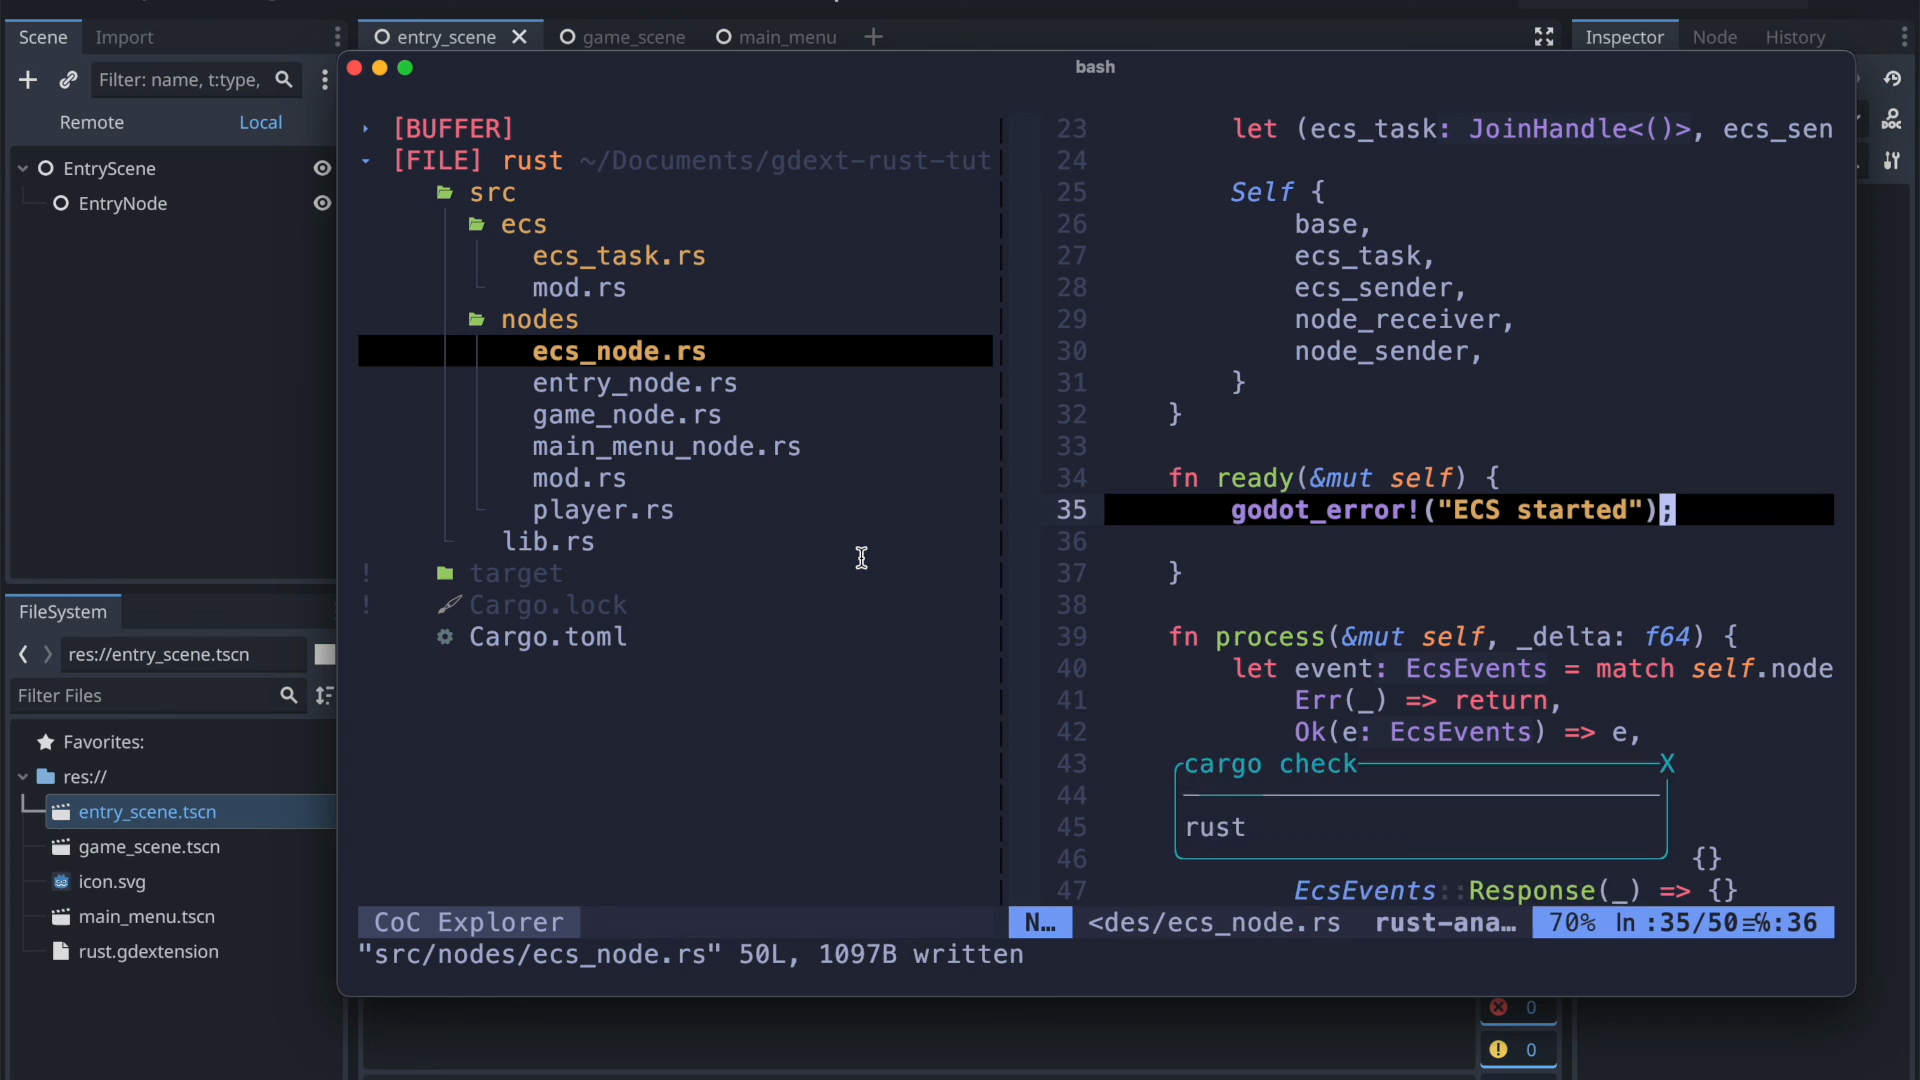 Scene Import
entry_scene game_scene main_menu
Inspector Node History
Filter: name, t:type,
Remote Local
EntryScene
EntryNode
FileSystem
res://entry_scene.tscn
Filter Files
Favorites:
res://
entry_scene.tscn
game_scene.tscn
icon.svg
main_menu.tscn
rust.gdextension
bash
[BUFFER]
[FILE] rust ~/Documents/gdext-rust-tut
src
ecs
ecs_task.rs
mod.rs
nodes
ecs_node.rs
entry_node.rs
game_node.rs
main_menu_node.rs
mod.rs
player.rs
lib.rs
! target
! Cargo.lock
Cargo.toml
CoC Explorer
23 let (ecs_task: JoinHandle<()>, ecs_sen
24
25 Self {
26 base,
27 ecs_task,
28 ecs_sender,
29 node_receiver,
30 node_sender,
31 }
32 }
33
34 fn ready(&mut self) {
35 godot_error!("ECS started");
36
37 }
38
39 fn process(&mut self, _delta: f64) {
40 let event: EcsEvents = match self.node
41 Err(_) => return,
42 Ok(e: EcsEvents) => e,
43 cargo check X
44
45 rust
46 {}
47 EcsEvents::Response(_) => {}
N… <des/ecs_node.rs rust-ana… 70% ln :35/50≡℅:36
"src/nodes/ecs_node.rs" 50L, 1097B written
0
0